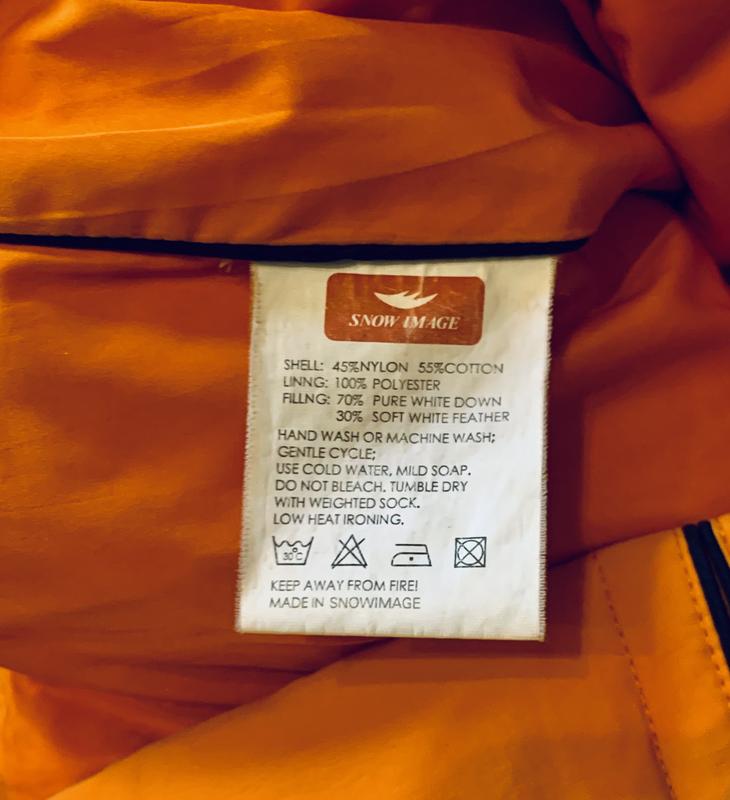 SNOW IMAGE
SHELL: 45%NYLON 55%COTTON
LINNG: 100% POLYESTER
FILLNG: 70% PURE WHITE DOWN
30% SOFT WHITE FEATHER
HAND WASH OR MACHINE WASH;
GENTLE CYCLE;
USE COLD WATER, MILD SOAP.
DO NOT BLEACH. TUMBLE DRY
WITH WEIGHTED SOCK.
LOW HEAT IRONING.
30°C
KEEP AWAY FROM FIRE!
MADE IN SNOWIMAGE